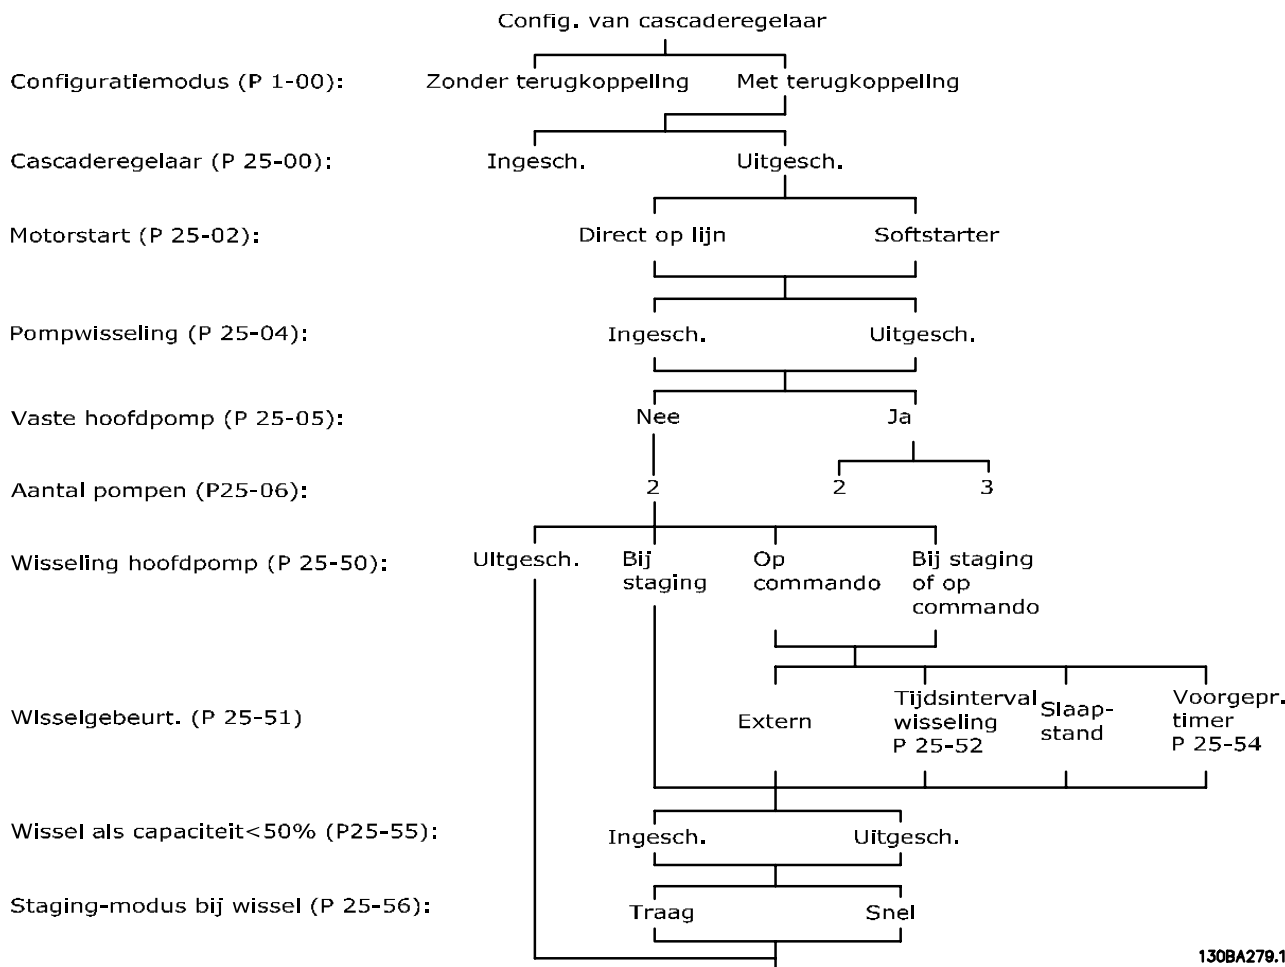 Config. van cascaderegelaar
Configuratiemodus (P 1-00):
Zonder terugkoppellng
Met terugkoppellng
Cascaderegelaar (P 25-00):
Ingesch.
Uitgesch.
Motorstart (P 25-02):
Direct op lijn
Softstarter
Pompwisseling (P 25-04):
Ingesch.
Uitgesch.
Vaste hoofdpomp (P 25-05):
Nee
Ja
Aantal pompen (P25-06):
2
2
3
Wisseling hoofdpomp (P 25-50):
Ultgesch.
Bij
staging
Op
commando
Bij staging
of op
commando
Wlsselgebeurt. (P 25-51)
Extern
Tijdsinterval
wisseling
P 25-52
Slaap-
stand
Voorgepr.
timer
P 25-54
Wissel als capaciteit<50% (P25-55):
Ingesch.
Uitgesch.
Staging-modus bij wissel (P 25-56):
Traag
Snel
130BA279.1